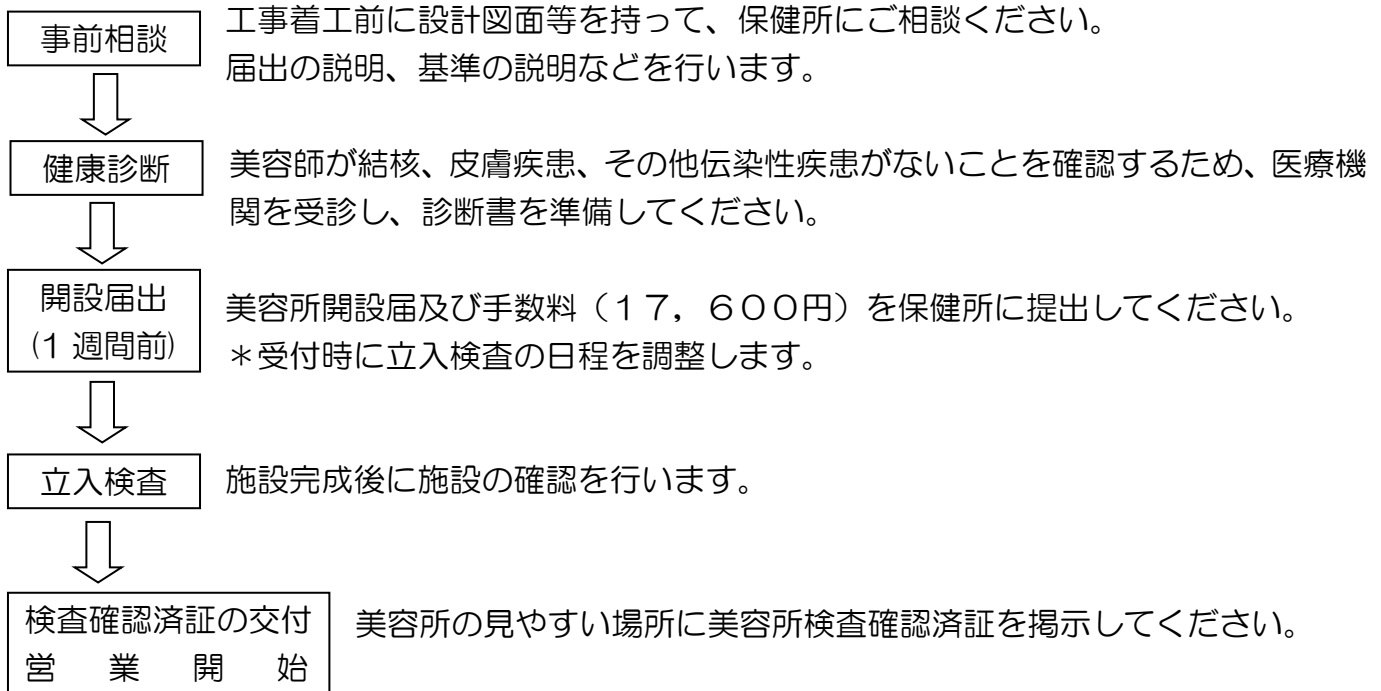 事前相談
工事着工前に設計図面等を持って、保健所にご相談ください。
届出の説明、基準の説明などを行います。
健康診断
美容師が結核、皮膚疾患、その他伝染性疾患がないことを確認するため、医療機
関を受診し、診断書を準備してください。
開設届出
(1 週間前)
美容所開設届及び手数料（１７，６００円）を保健所に提出してください。
＊受付時に立入検査の日程を調整します。
立入検査
施設完成後に施設の確認を行います。
検査確認済証の交付
営　業　開　始
美容所の見やすい場所に美容所検査確認済証を掲示してください。